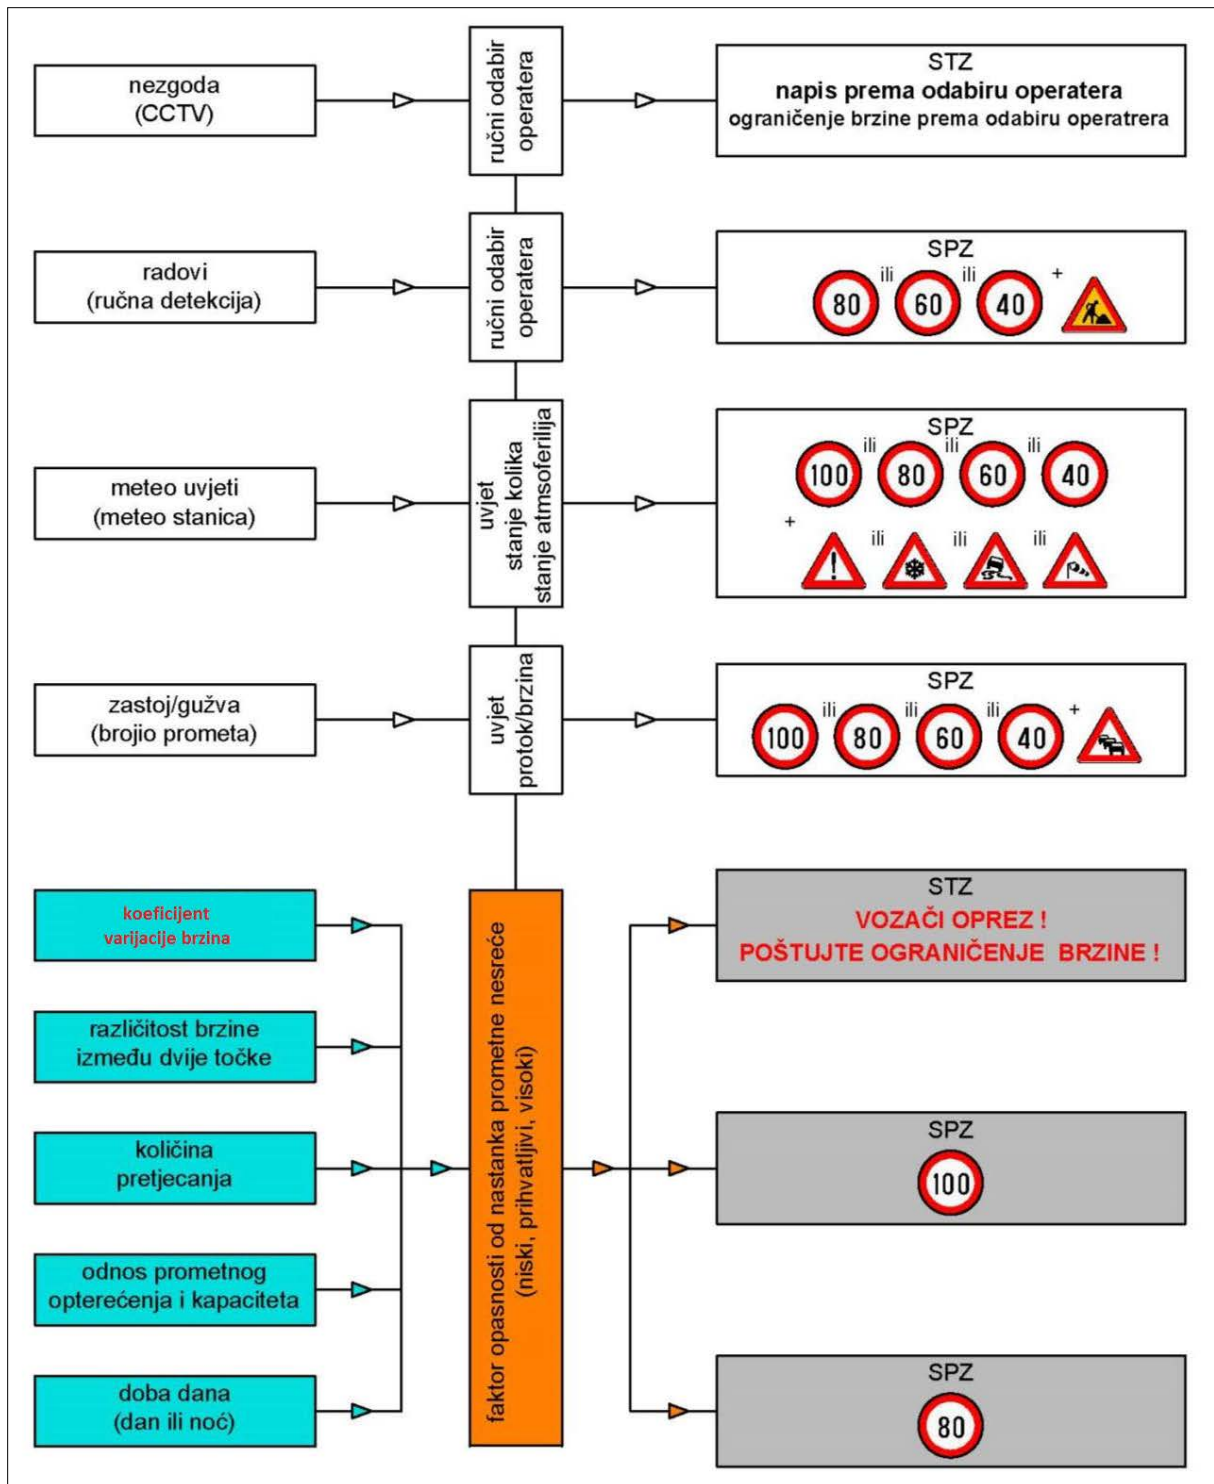 nezgoda
(CCTV)
ručni odabir
operatera
STZ
napis prema odabiru operatera
ograničenje brzine prema odabiru operatrera
radovi
(ručna detekcija)
ručni odabir
operatera
SPZ
80 ili 60 ili 40 +
meteo uvjeti
(meteo stanica)
uvjet
stanje kolika
stanje atmsoferilija
SPZ
100 ili 80 ili 60 ili 40
+ ! ili ili ili
zastoj/gužva
(brojio prometa)
uvjet
protok/brzina
SPZ
100 ili 80 ili 60 ili 40 +
koeficijent
varijacije brzina
različitost brzine
između dvije točke
količina
pretjecanja
odnos prometnog
opterećenja i kapaciteta
doba dana
(dan ili noć)
faktor opasnosti od nastanka prometne nesreće
(niski, prihvatljivi, visoki)
STZ
VOZAČI OPREZ !
POŠTUJTE OGRANIČENJE BRZINE !
SPZ
100
SPZ
80